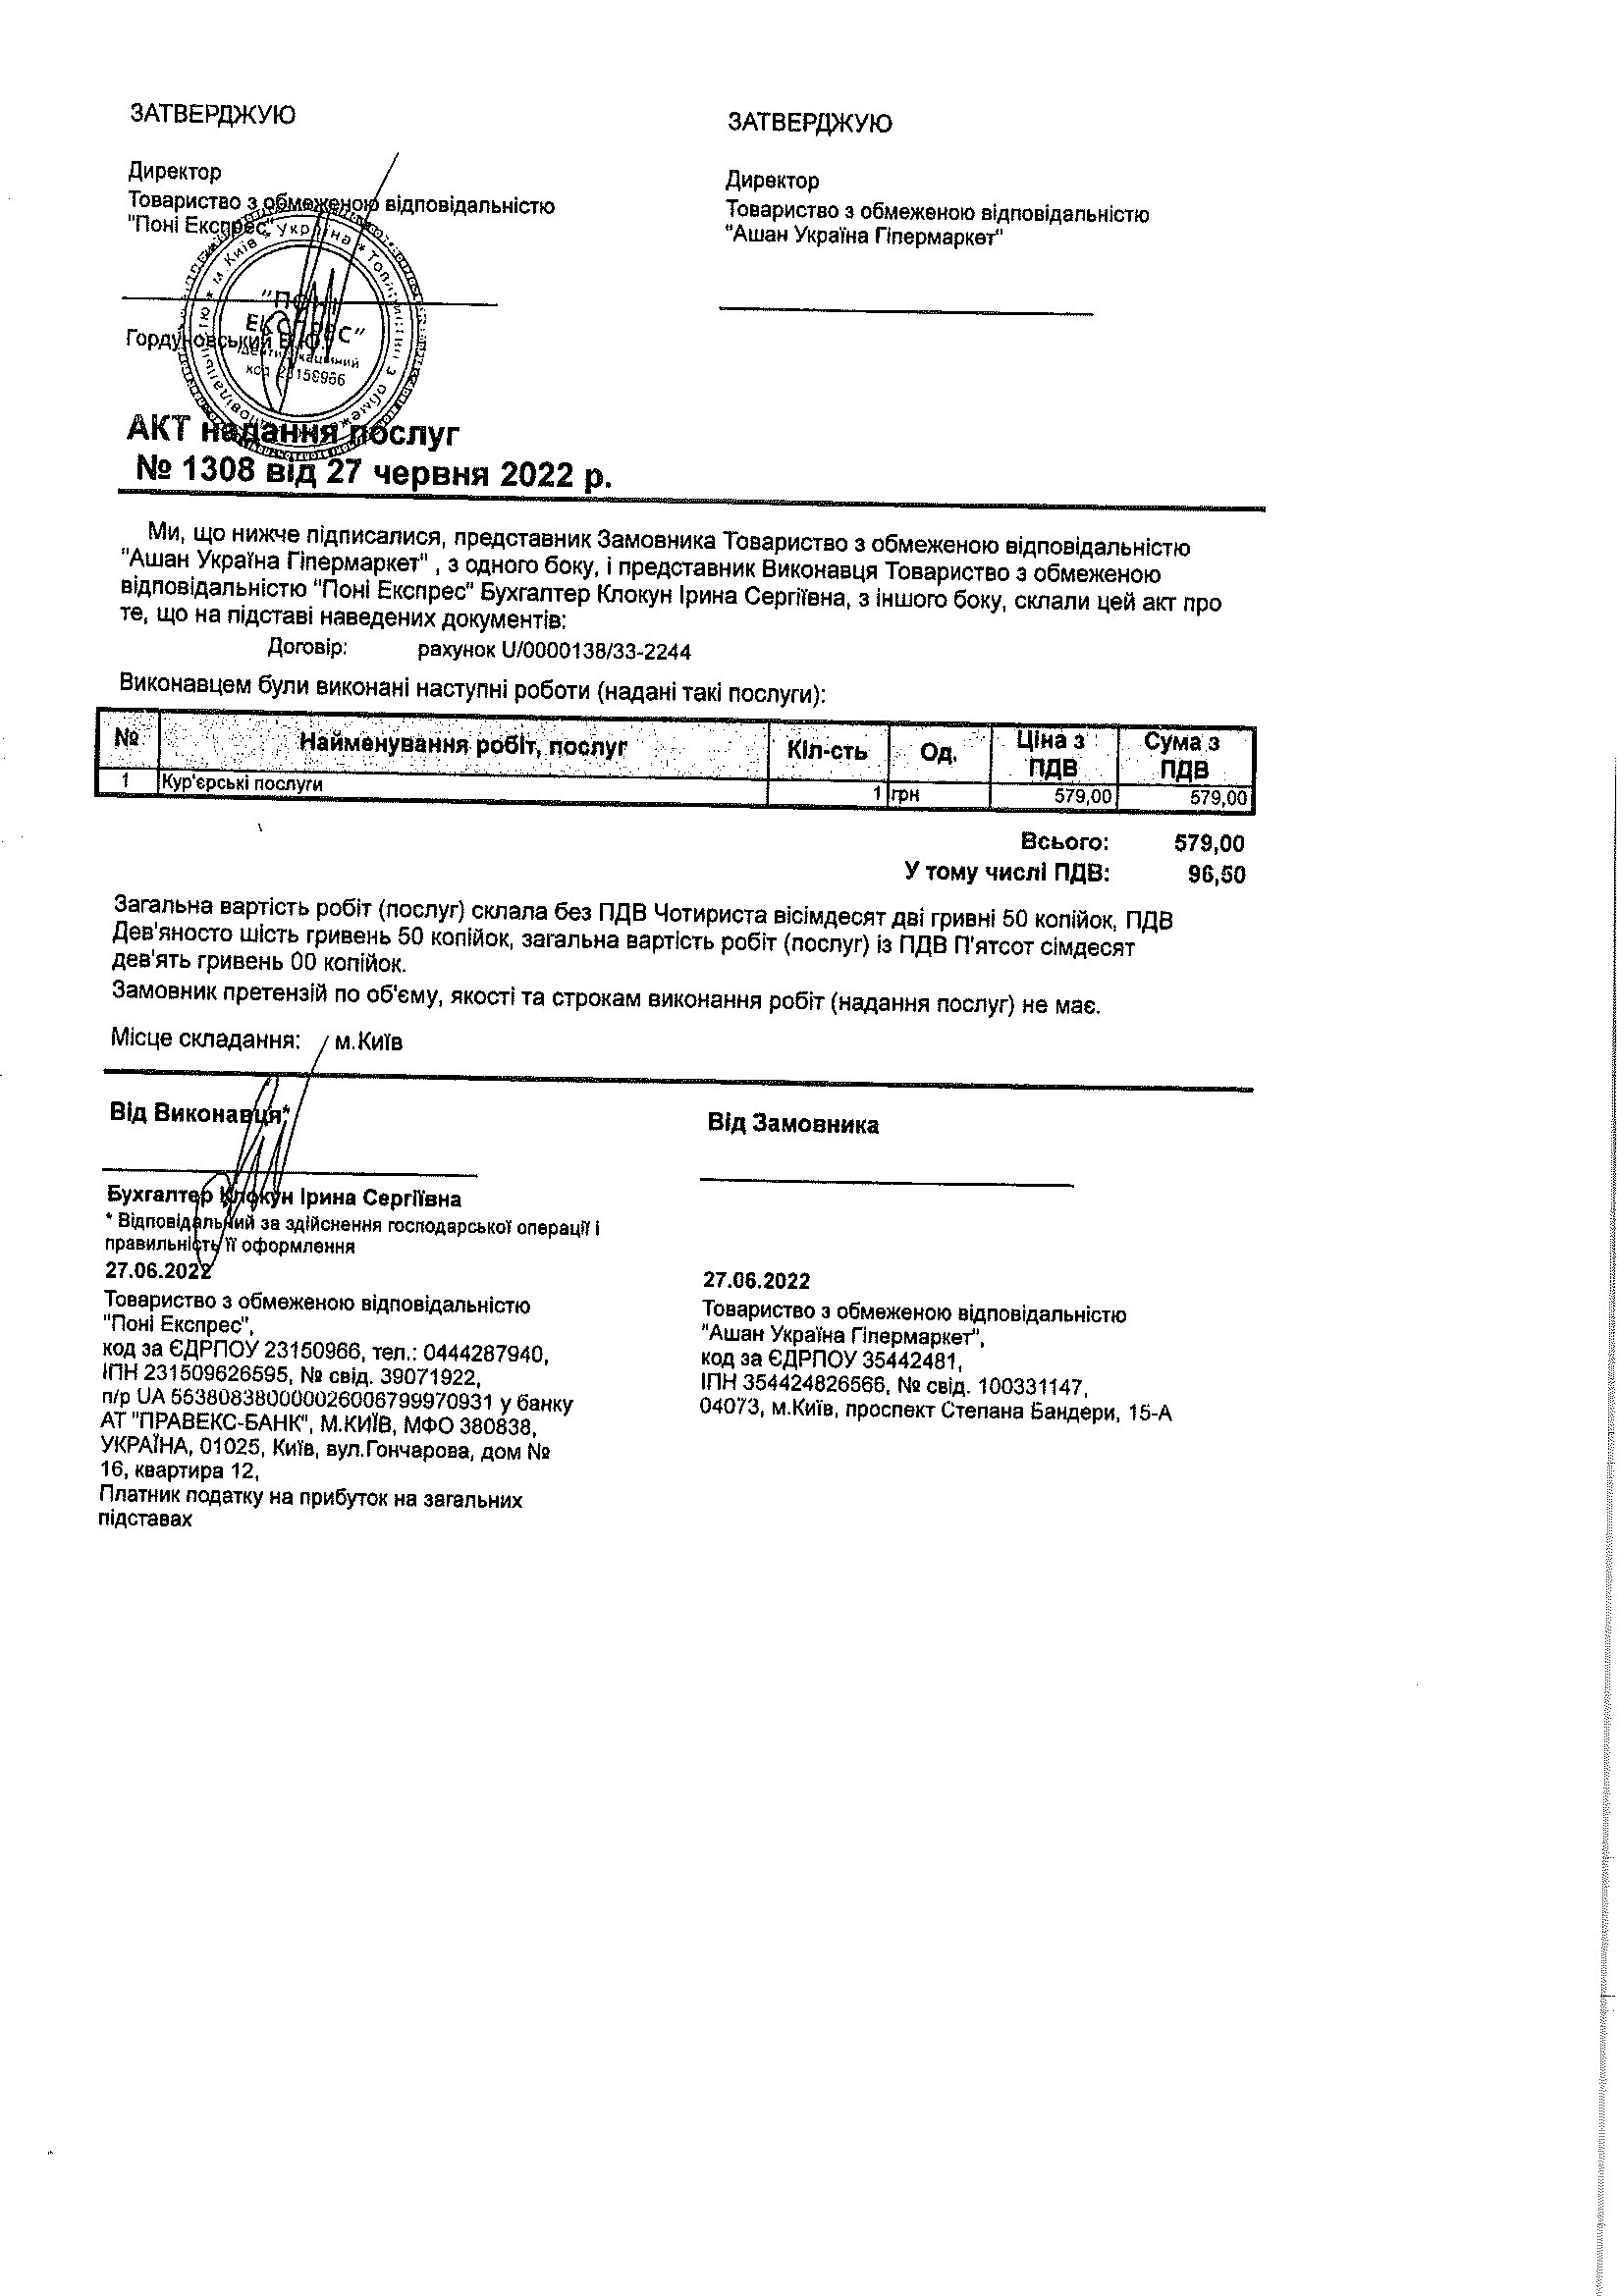 ЗАТВЕРДЖУЮ
Директор
Товариство з обмеженою відповідальністю
"Поні Експрес"
Гордуновський В.Ю.
ЗАТВЕРДЖУЮ
Директор
Товариство з обмеженою відповідальністю
"Ашан Україна Гіпермаркет"
"ПОНІ
ЕКСПРЕС"
Ідентифікаційний
код 23150966
АКТ надання послуг
№ 1308 від 27 червня 2022 р.
Ми, що нижче підписалися, представник Замовника Товариство з обмеженою відповідальністю
"Ашан Україна Гіпермаркет" , з одного боку, і представник Виконавця Товариство з обмеженою
відповідальністю "Поні Експрес" Бухгалтер Клокун Ірина Сергіївна, з іншого боку, склали цей акт про
те, що на підставі наведених документів:
Договір: рахунок U/0000138/33-2244
Виконавцем були виконані наступні роботи (надані такі послуги):
№ Найменування робіт, послуг Кіл-сть Од. Ціна з ПДВ Сума з ПДВ
1 Кур'єрські послуги 1 грн 579,00 579,00
Всього: 579,00
У тому числі ПДВ: 96,50
Загальна вартість робіт (послуг) склала без ПДВ Чотириста вісімдесят дві гривні 50 копійок, ПДВ
Дев'яносто шість гривень 50 копійок, загальна вартість робіт (послуг) із ПДВ П'ятсот сімдесят
дев'ять гривень 00 копійок.
Замовник претензій по об'єму, якості та строкам виконання робіт (надання послуг) не має.
Місце складання: м.Київ
Від Виконавця*
Бухгалтер Клокун Ірина Сергіївна
* Відповідальний за здійснення господарської операції і
правильність її оформлення
27.06.2022
Товариство з обмеженою відповідальністю
"Поні Експрес",
код за ЄДРПОУ 23150966, тел.: 0444287940,
ІПН 231509626595, № свід. 39071922,
п/р UA 553808380000026006799970931 у банку
АТ "ПРАВЕКС-БАНК", М.КИЇВ, МФО 380838,
УКРАЇНА, 01025, Київ, вул.Гончарова, дом №
16, квартира 12,
Платник податку на прибуток на загальних
підставах
Від Замовника
27.06.2022
Товариство з обмеженою відповідальністю
"Ашан Україна Гіпермаркет",
код за ЄДРПОУ 35442481,
ІПН 354424826566, № свід. 100331147,
04073, м.Київ, проспект Степана Бандери, 15-А